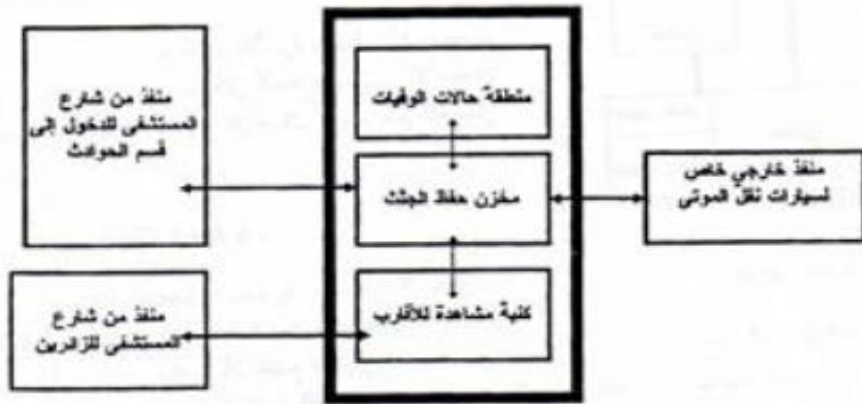 منفذ من شارع
المستشفى للدخول إلى
قسم الحوادث
منطقة حالات الوفيات
مخزن حفظ الجثث
منفذ خارجي خاص
لسيارات نقل الموتى
كلبة مشاهدة للأقارب
منفذ من شارع
المستشفى للزائرين